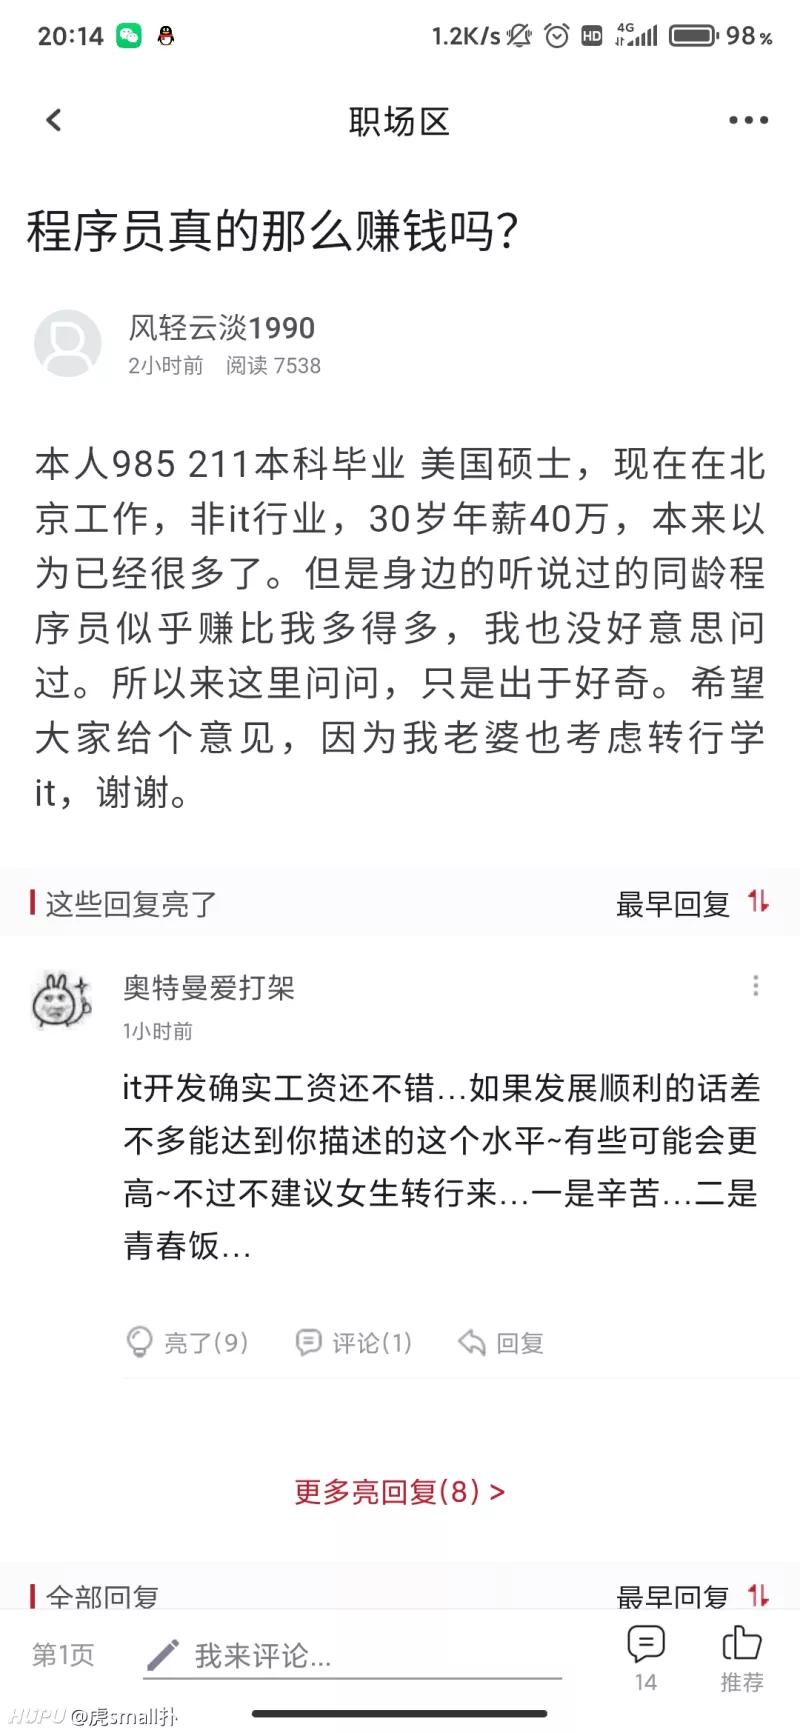 20:14 1.2K/s HD 4G 98%
职场区
程序员真的那么赚钱吗?
风轻云淡1990
2小时前 阅读 7538
本人985 211本科毕业 美国硕士，现在在北
京工作，非it行业，30岁年薪40万，本来以
为已经很多了。但是身边的听说过的同龄程
序员似乎赚比我多得多，我也没好意思问
过。所以来这里问问，只是出于好奇。希望
大家给个意见，因为我老婆也考虑转行学
it，谢谢。
这些回复亮了 最早回复
奥特曼爱打架
1小时前
it开发确实工资还不错...如果发展顺利的话差
不多能达到你描述的这个水平~有些可能会更
高~不过不建议女生转行来...一是辛苦...二是
青春饭...
亮了(9) 评论(1) 回复
更多亮回复(8) >
全部回复 最早回复
第1页 我来评论... 14 推荐
HUPU @虎small扑